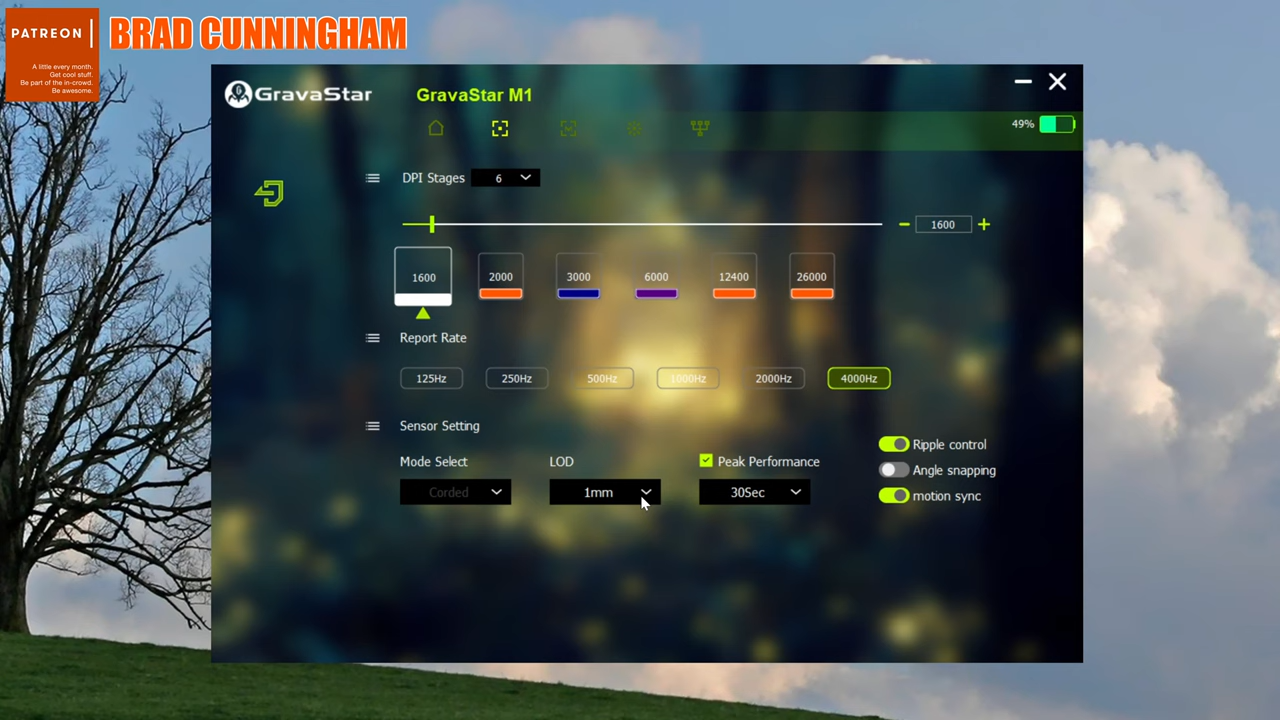 PATREON
BRAD CUNNINGHAM
A little every month.
Get cool stuff.
Be part of the in-crowd.
Be awesome.
GravaStar
GravaStar M1
49%
DPI Stages 6
1600
1600 2000 3000 6000 12400 26000
Report Rate
125Hz 250Hz 500Hz 1000Hz 2000Hz 4000Hz
Sensor Setting
Mode Select LOD Peak Performance
Corded 1mm 30Sec
Ripple control
Angle snapping
motion sync